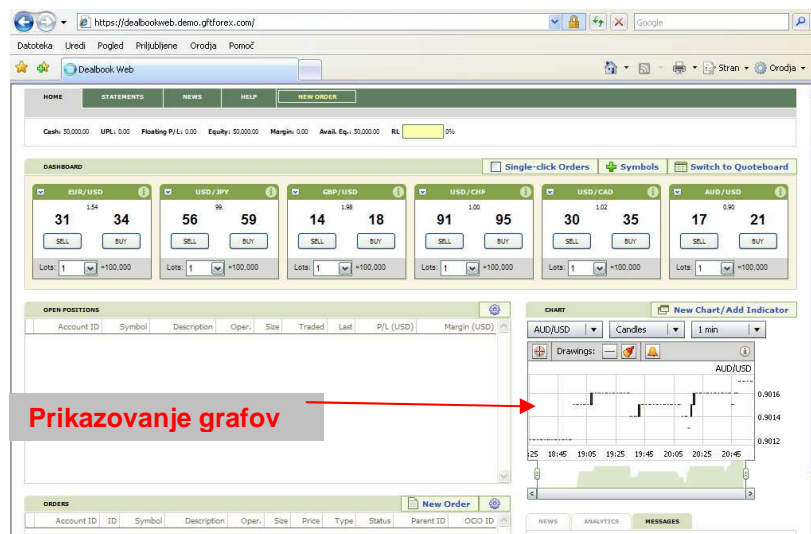 https://dealbookweb.demo.gftforex.com/
Google
Datoteka Uredi Pogled Priljubljene Orodja Pomoč
Dealbook Web
Stran Orodja
HOME STATEMENTS NEWS HELP NEW ORDER
Cash: 50,000.00 UPL: 0.00 Floating P/L: 0.00 Equity: 50,000.00 Margin: 0.00 Avail. Eq.: 50,000.00 RL 0%
DASHBOARD Single-click Orders Symbols Switch to Quoteboard
EUR/USD USD/JPY GBP/USD USD/CHF USD/CAD AUD/USD
1.54 99. 1.98 1.00 1.02 0.90
31 34 56 59 14 18 91 95 30 35 17 21
SELL BUY SELL BUY SELL BUY SELL BUY SELL BUY SELL BUY
Lots: 1 *100,000 Lots: 1 *100,000 Lots: 1 *100,000 Lots: 1 *100,000 Lots: 1 *100,000 Lots: 1 *100,000
OPEN POSITIONS
Account ID Symbol Description Oper. Size Traded Last P/L (USD) Margin (USD)
CHART New Chart/Add Indicator
AUD/USD Candles 1 min
Drawings:
AUD/USD
0.9016
0.9014
0.9012
:25 18:45 19:05 19:25 19:45 20:05 20:25 20:45
Prikazovanje grafov
ORDERS New Order
Account ID ID Symbol Description Oper. Size Price Type Status Parent ID OCO ID
NEWS ANALYTICS MESSAGES